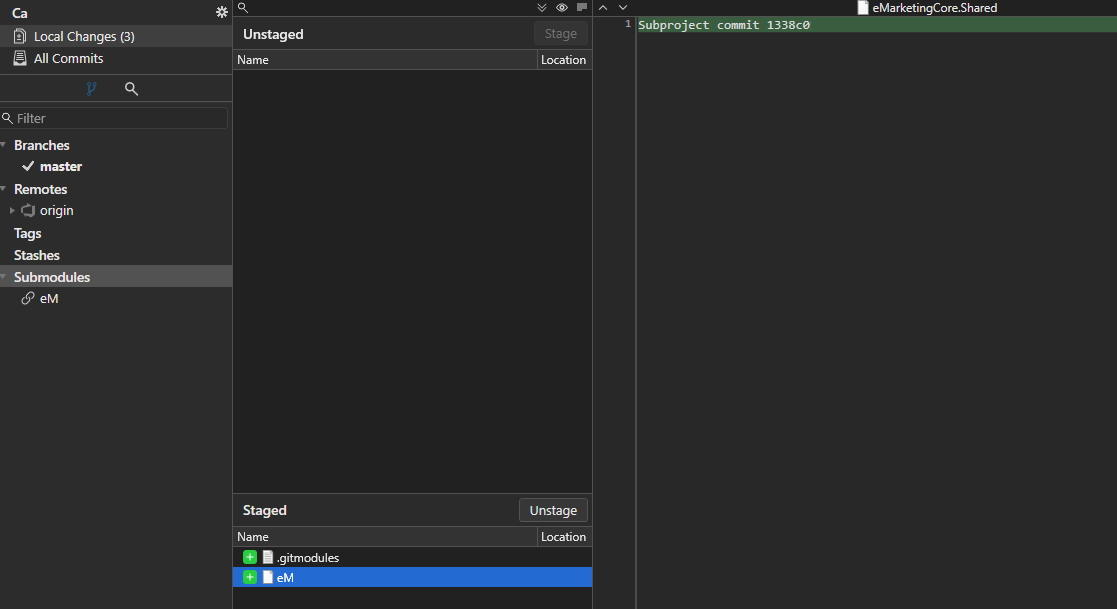 Ca
Local Changes (3)
All Commits
Filter
Branches
master
Remotes
origin
Tags
Stashes
Submodules
eM
Unstaged
Stage
Name
Location
Staged
Unstage
Name
Location
.gitmodules
eM
eMarketingCore.Shared
1
Subproject commit 1338c0